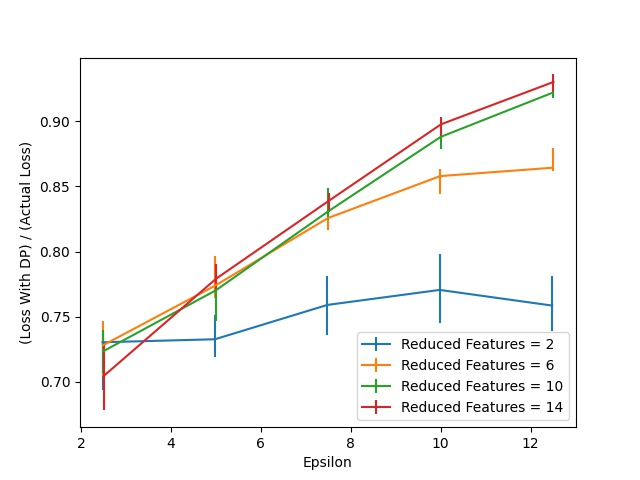 0.90
0.85
0.80
0.75
0.70
(Loss With DP) / (Actual Loss)
2
4
6
8
10
12
Epsilon
Reduced Features = 2
Reduced Features = 6
Reduced Features = 10
Reduced Features = 14